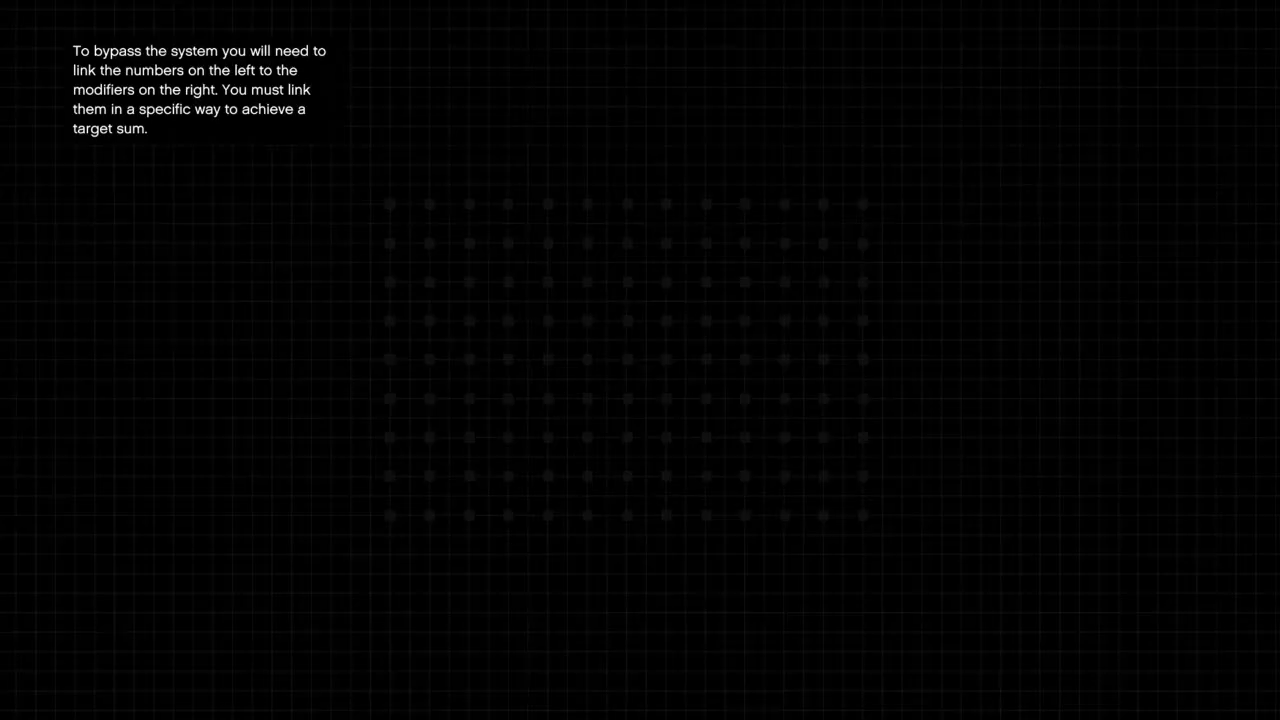 To bypass the system you will need to
link the numbers on the left to the
modifiers on the right. You must link
them in a specific way to achieve a
target sum.